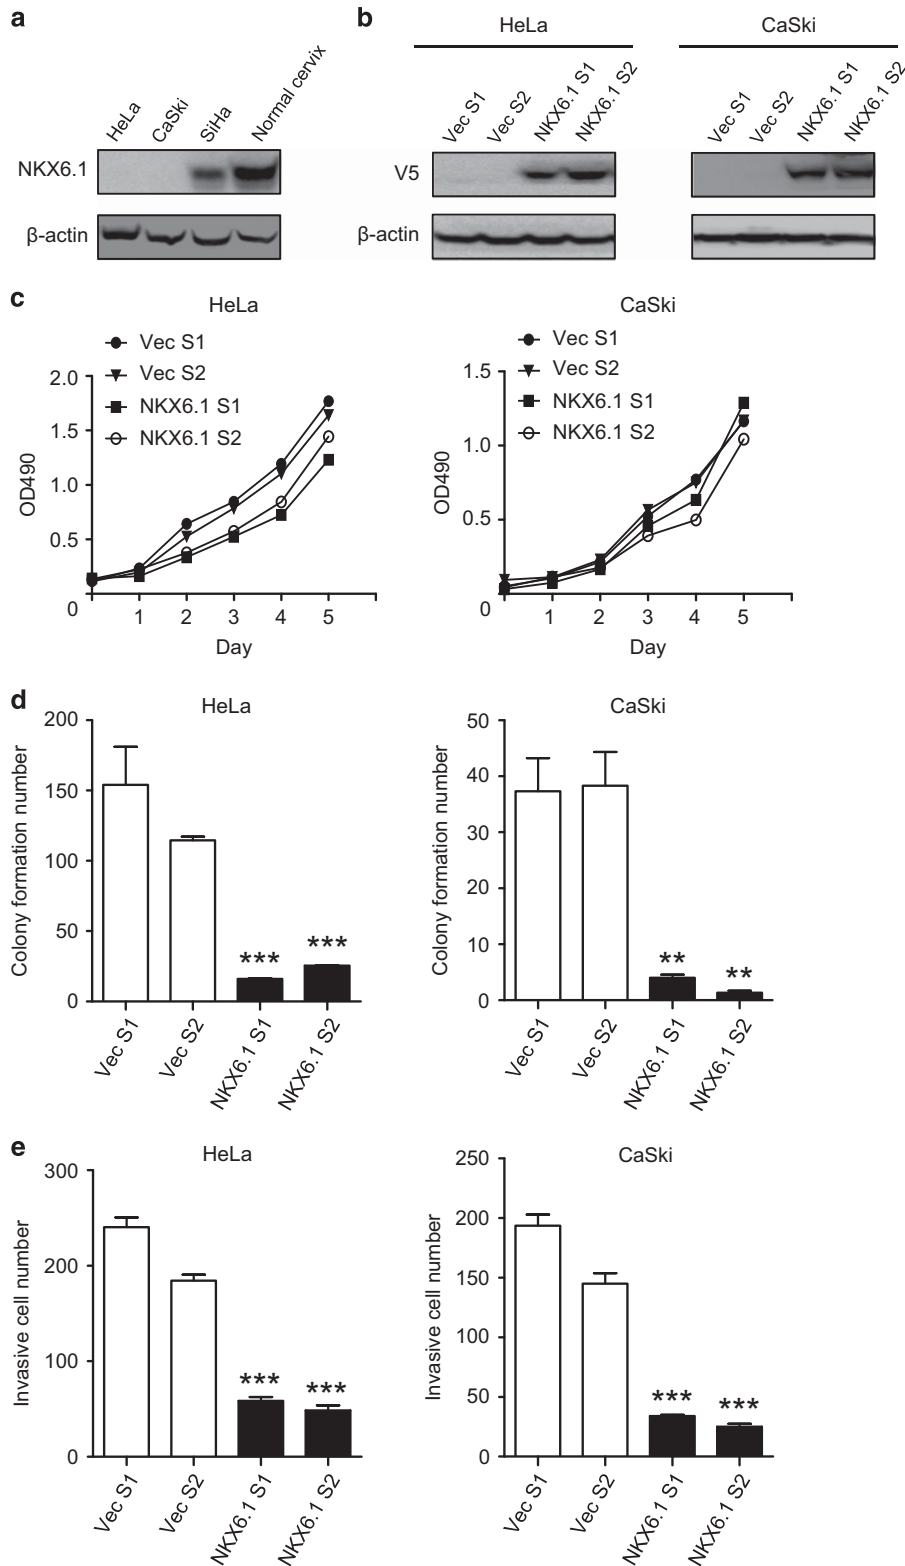 a
HeLa
CaSki
SiHa
Normal cervix
NKX6.1
β-actin
b
HeLa
CaSki
Vec S1
Vec S2
NKX6.1 S1
NKX6.1 S2
Vec S1
Vec S2
NKX6.1 S1
NKX6.1 S2
V5
β-actin
c
HeLa
Vec S1
Vec S2
NKX6.1 S1
NKX6.1 S2
OD490
2.0
1.5
1.0
0.5
0
1 2 3 4 5
Day
CaSki
Vec S1
Vec S2
NKX6.1 S1
NKX6.1 S2
OD490
1.5
1.0
0.5
0
1 2 3 4 5
Day
d
HeLa
Colony formation number
200
150
100
50
0
***
***
Vec S1
Vec S2
NKX6.1 S1
NKX6.1 S2
CaSki
Colony formation number
50
40
30
20
10
0
**
**
Vec S1
Vec S2
NKX6.1 S1
NKX6.1 S2
e
HeLa
Invasive cell number
300
200
100
0
***
***
Vec S1
Vec S2
NKX6.1 S1
NKX6.1 S2
CaSki
Invasive cell number
250
200
150
100
50
0
***
***
Vec S1
Vec S2
NKX6.1 S1
NKX6.1 S2